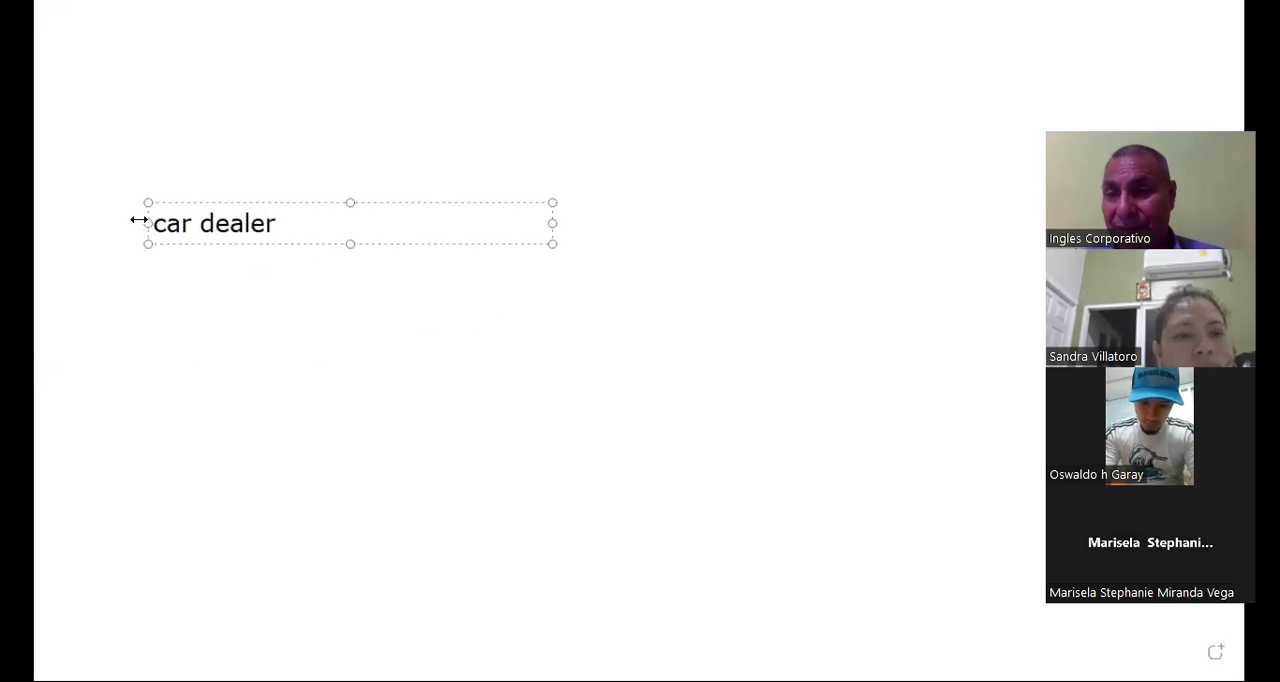 car dealer
Ingles Corporativo
Sandra Villatoro
Oswaldo h Garay
Marisela Stephani...
Marisela Stephanie Miranda Vega